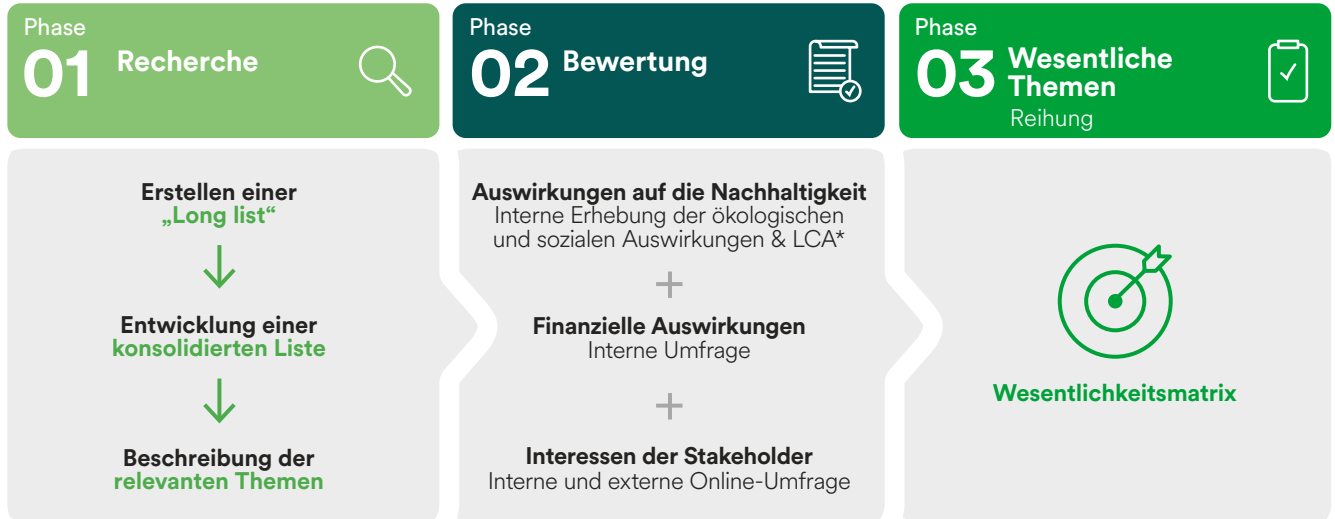 Phase
01 Recherche
Erstellen einer
„Long list“
Entwicklung einer
konsolidierten Liste
Beschreibung der
relevanten Themen
Phase
02 Bewertung
Auswirkungen auf die Nachhaltigkeit
Interne Erhebung der ökologischen
und sozialen Auswirkungen & LCA*
+
Finanzielle Auswirkungen
Interne Umfrage
+
Interessen der Stakeholder
Interne und externe Online-Umfrage
Phase
03 Wesentliche
Themen
Reihung
Wesentlichkeitsmatrix